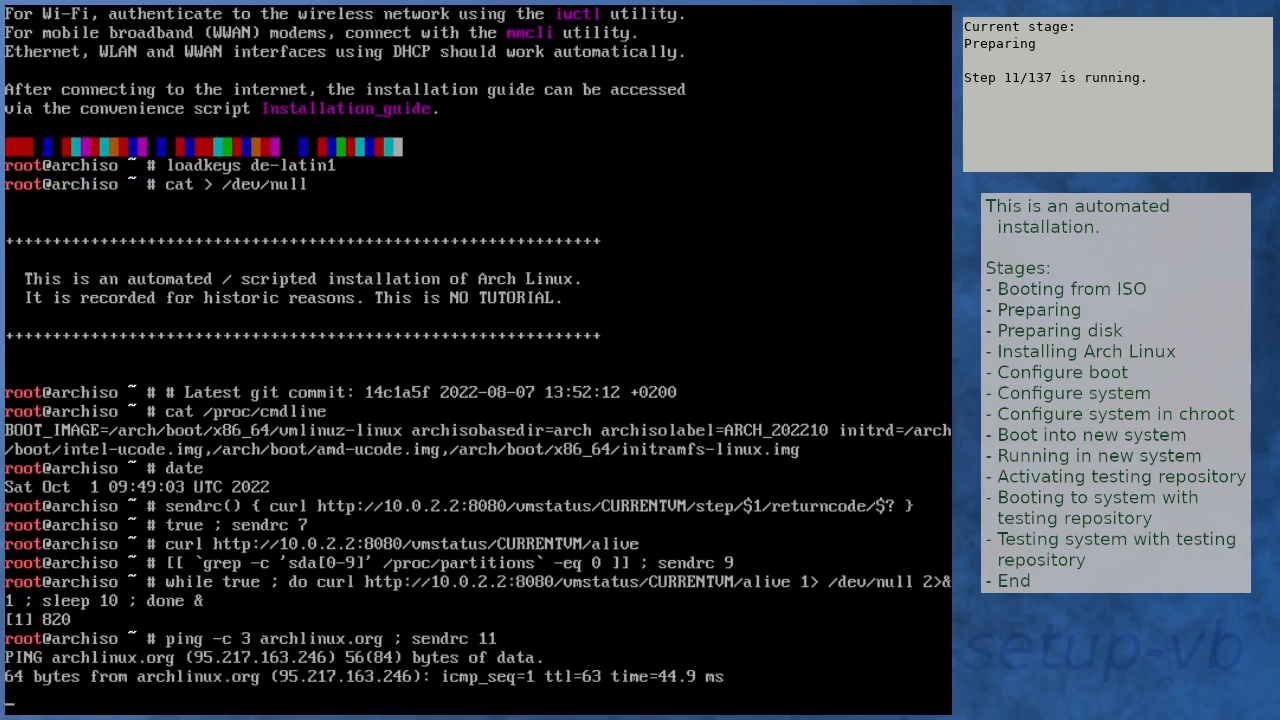 For Wi-Fi, authenticate to the wireless network using the iwctl utility.
For mobile broadband (WWAN) modems, connect with the mmcli utility.
Ethernet, WLAN and WWAN interfaces using DHCP should work automatically.
After connecting to the internet, the installation guide can be accessed
via the convenience script Installation_guide.
root@archiso ~ # loadkeys de-latin1
root@archiso ~ # cat > /dev/null
++++++++++++++++++++++++++++++++++++++++++++++++++++++++++++++++
This is an automated / scripted installation of Arch Linux.
It is recorded for historic reasons. This is NO TUTORIAL.
++++++++++++++++++++++++++++++++++++++++++++++++++++++++++++++++
root@archiso ~ # # Latest git commit: 14c1a5f 2022-08-07 13:52:12 +0200
root@archiso ~ # cat /proc/cmdline
BOOT_IMAGE=/arch/boot/x86_64/vmlinuz-linux archisobasedir=arch archisolabel=ARCH_202210 initrd=/arch
/boot/intel-ucode.img,/arch/boot/amd-ucode.img,/arch/boot/x86_64/initramfs-linux.img
root@archiso ~ # date
Sat Oct  1 09:49:03 UTC 2022
root@archiso ~ # sendrc() { curl http://10.0.2.2:8080/vmstatus/CURRENTVM/step/$1/returncode/$? }
root@archiso ~ # true ; sendrc 7
root@archiso ~ # curl http://10.0.2.2:8080/vmstatus/CURRENTVM/alive
root@archiso ~ # [[ `grep -c 'sda[0-9]' /proc/partitions` -eq 0 ]] ; sendrc 9
root@archiso ~ # while true ; do curl http://10.0.2.2:8080/vmstatus/CURRENTVM/alive 1> /dev/null 2>&
1 ; sleep 10 ; done &
[1] 820
root@archiso ~ # ping -c 3 archlinux.org ; sendrc 11
PING archlinux.org (95.217.163.246) 56(84) bytes of data.
64 bytes from archlinux.org (95.217.163.246): icmp_seq=1 ttl=63 time=44.9 ms
Current stage:
Preparing
Step 11/137 is running.
This is an automated
installation.
Stages:
- Booting from ISO
- Preparing
- Preparing disk
- Installing Arch Linux
- Configure boot
- Configure system
- Configure system in chroot
- Boot into new system
- Running in new system
- Activating testing repository
- Booting to system with
testing repository
- Testing system with testing
repository
- End
setup-vb